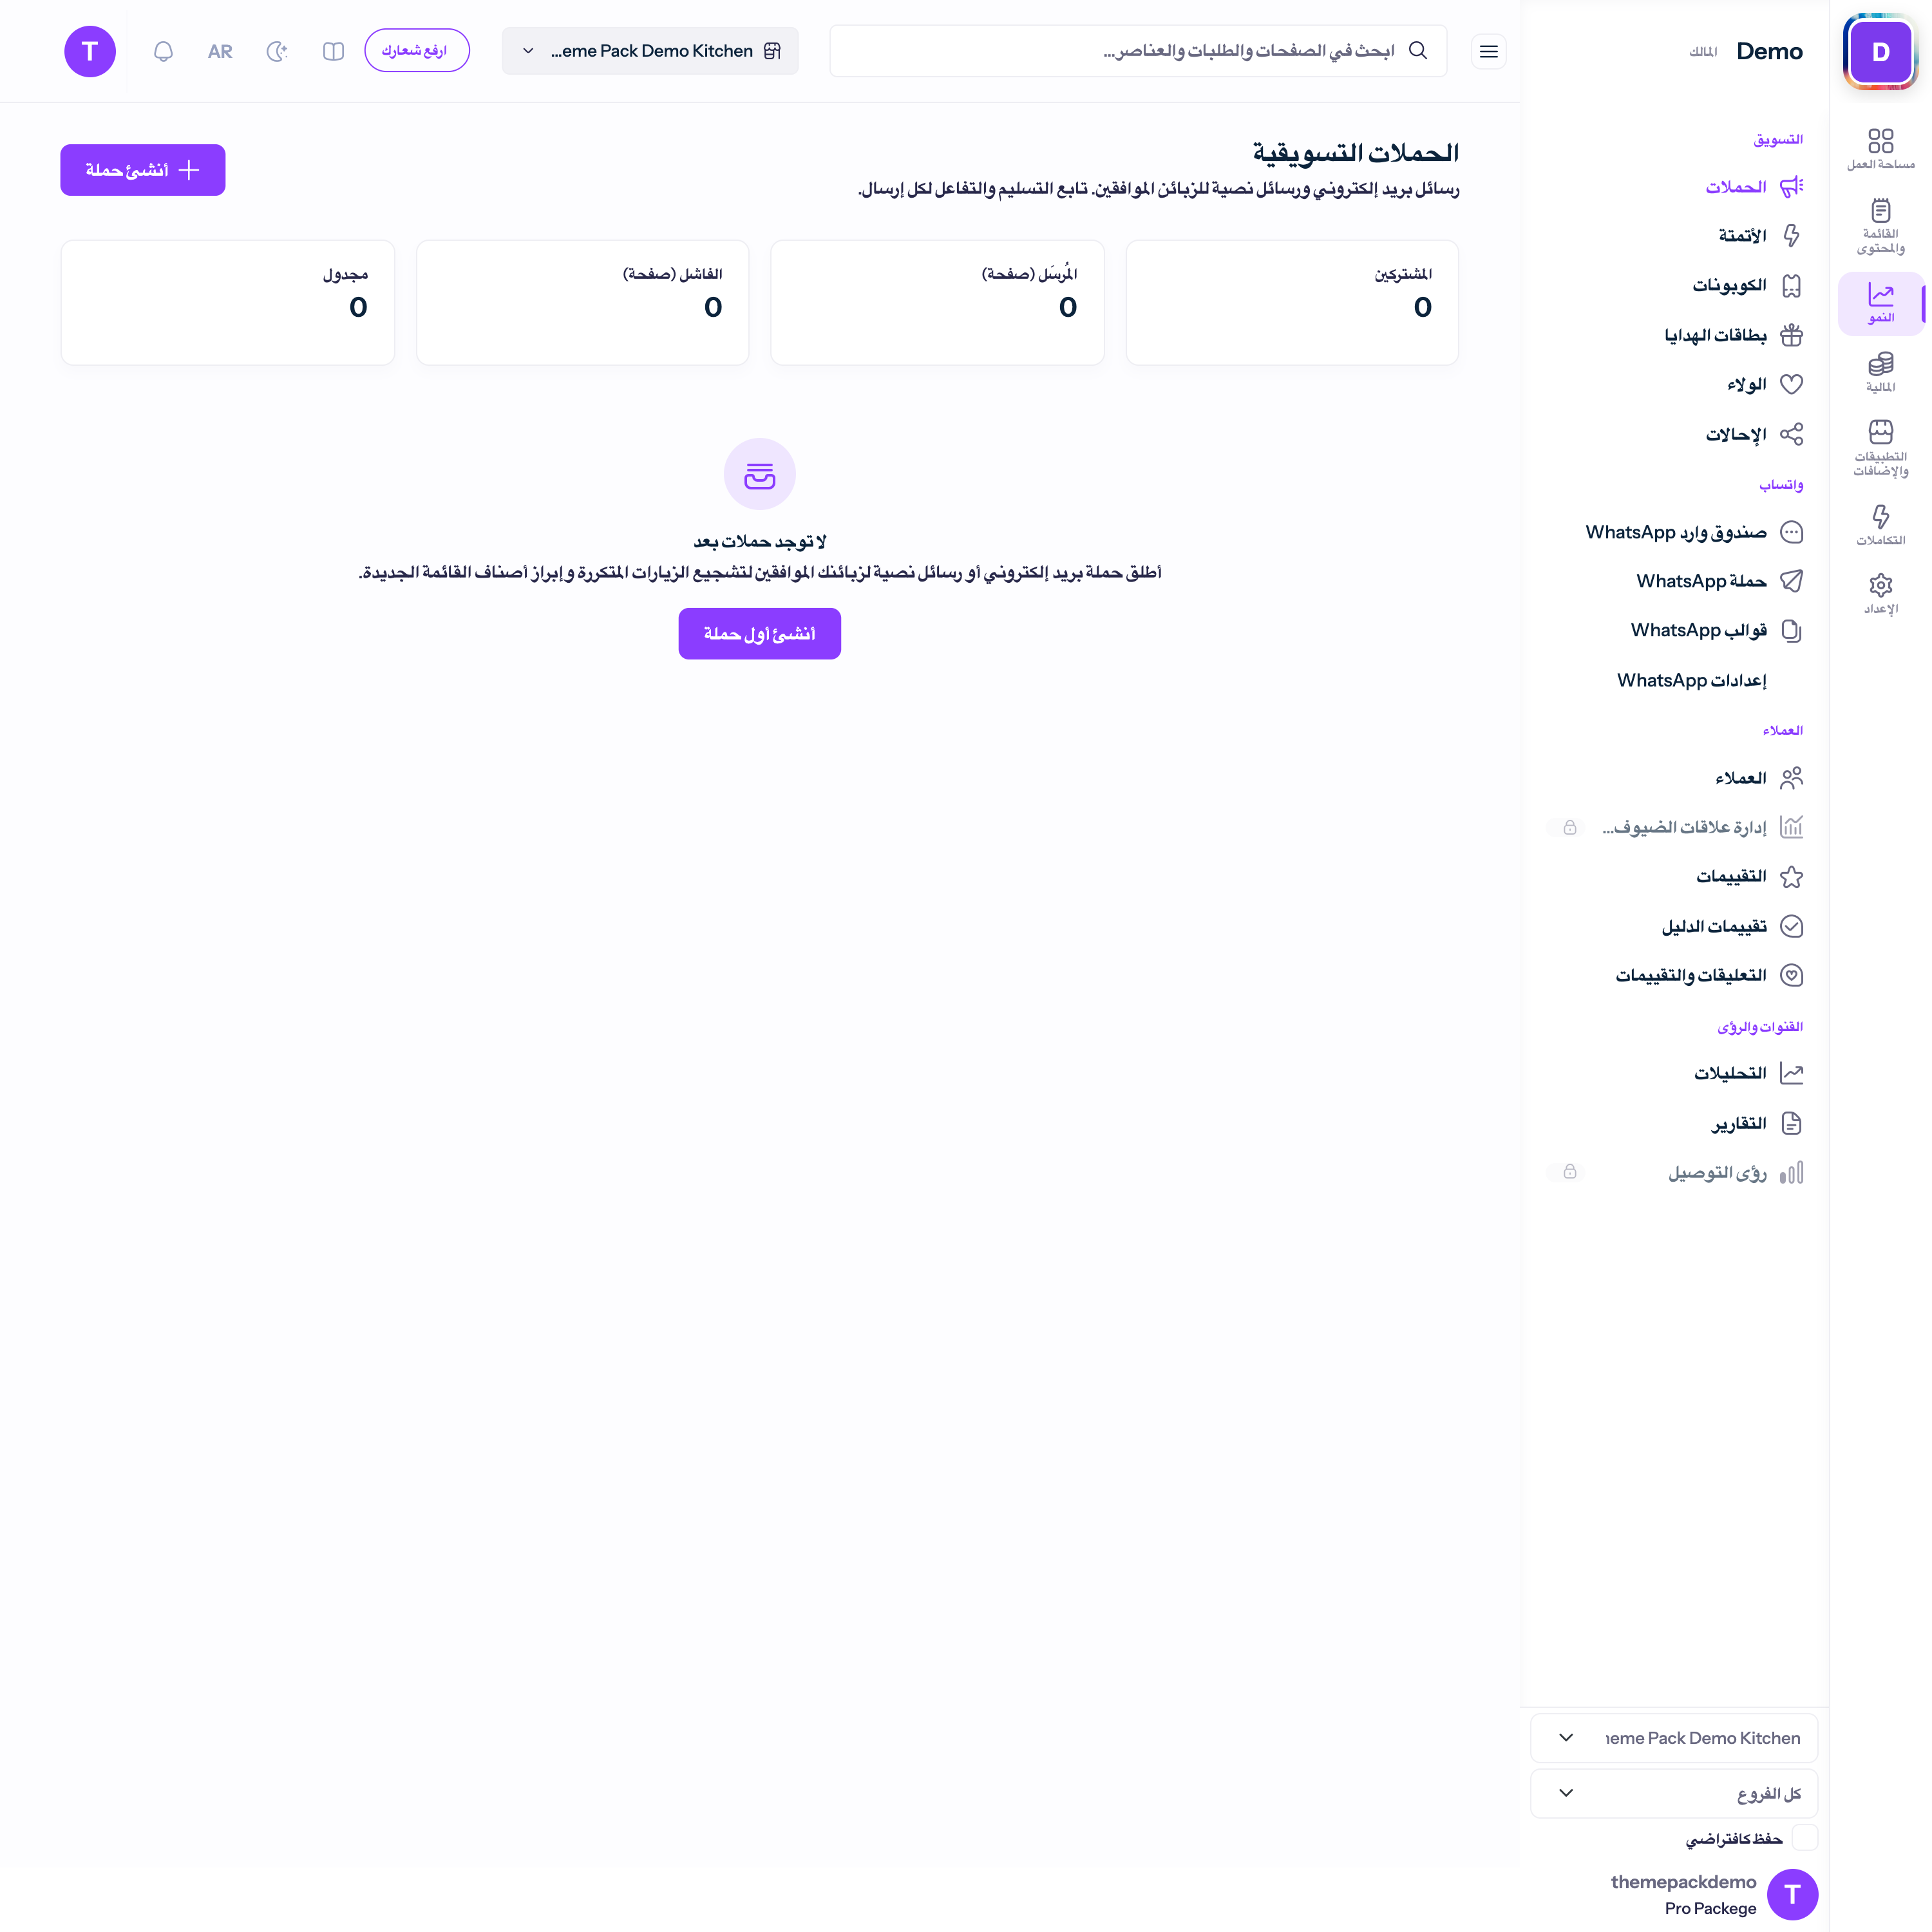 D
مساحة العمل
القائمة
والمحتوى
النمو
المالية
التطبيقات
والإضافات
التكاملات
الإعداد
Demo المالك
التسويق
الحملات
الأتمتة
الكوبونات
بطاقات الهدايا
الولاء
الإحالات
واتساب
صندوق وارد WhatsApp
حملة WhatsApp
قوالب WhatsApp
إعدادات WhatsApp
العملاء
العملاء
إدارة علاقات الضيوف...
التقييمات
تقييمات الدليل
التعليقات والتقييمات
القنوات والرؤى
التحليلات
التقارير
رؤى التوصيل
heme Pack Demo Kitchen
كل الفروع
حفظ كافتراضي
T
themepackdemo
Pro Packege
ابحث في الصفحات والطلبات والعناصر...
...eme Pack Demo Kitchen
ارفع شعارك
AR
T
الحملات التسويقية
رسائل بريد إلكتروني ورسائل نصية للزبائن الموافقين. تابع التسليم والتفاعل لكل إرسال.
أنشئ حملة
المشتركين
0
المُرسَل (صفحة)
0
الفاشل (صفحة)
0
مجدول
0
لا توجد حملات بعد
أطلق حملة بريد إلكتروني أو رسائل نصية لزبائنك الموافقين لتشجيع الزيارات المتكررة وإبراز أصناف القائمة الجديدة.
أنشئ أول حملة